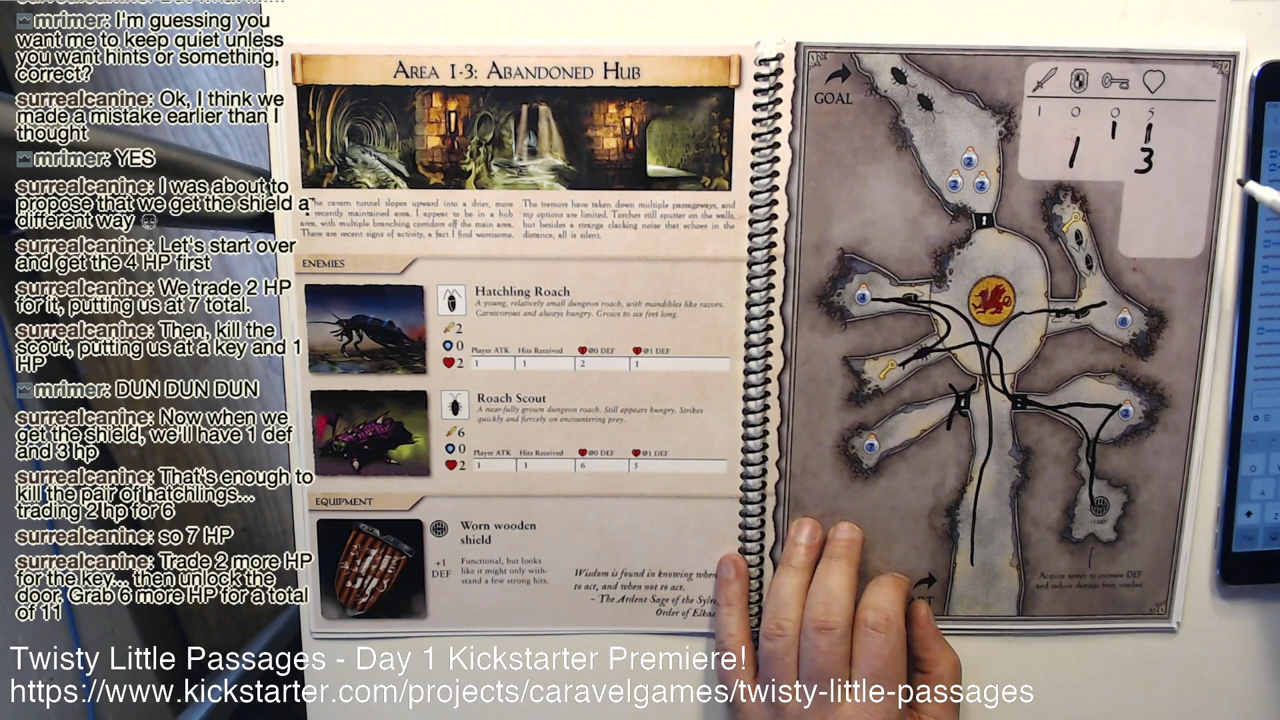 mrimer: I'm guessing you
want me to keep quiet unless
you want hints or something,
correct?
surrealcanine: Ok, I think we
made a mistake earlier than I
thought
mrimer: YES
surrealcanine: I was about to
propose that we get the shield a
different way
surrealcanine: Let's start over
and get the 4 HP first
surrealcanine: We trade 2 HP
for it, putting us at 7 total.
surrealcanine: Then, kill the
scout, putting us at a key and 1
HP
mrimer: DUN DUN DUN
surrealcanine: Now when we
get the shield, we'll have 1 def
and 3 hp
surrealcanine: That's enough to
kill the pair of hatchlings...
trading 2 hp for 6
surrealcanine: so 7 HP
surrealcanine: Trade 2 more HP
for the key... then unlock the
door. Grab 6 more HP for a total
of 11
AREA 1-3: ABANDONED HUB
The cavern tunnel slopes upward into a drier, more
recently maintained area. I appear to be in a hub
area, with multiple branching corridors off the main area.
There are recent signs of activity, a fact I find worrisome.
The tremors have taken down multiple passageways, and
my options are limited. Torches still sputter on the walls,
but besides a strange clacking noise that echoes in the
distance, all is silent.
ENEMIES
Hatchling Roach
A young, relatively small dungeon roach, with mandibles like razors.
Carnivorous and always hungry. Grows to six feet long.
2
0
2
Player ATK Hits Received @0 DEF @1 DEF
1 1 2 1
Roach Scout
A near-fully grown dungeon roach. Still appears hungry. Strikes
quickly and fiercely on encountering prey.
6
0
2
Player ATK Hits Received @0 DEF @1 DEF
1 1 6 5
EQUIPMENT
Worn wooden
shield
+1
DEF
Functional, but looks
like it might only with-
stand a few strong hits.
Wisdom is found in knowing when
to act, and when not to act.
- The Ardent Sage of the
Order of
GOAL
1 0 0 5
1 1
1 3
2
2 2
4
6
2
7
Acquire armor to increase DEF
and reduce damage from combat
Twisty Little Passages - Day 1 Kickstarter Premiere!
https://www.kickstarter.com/projects/caravelgames/twisty-little-passages